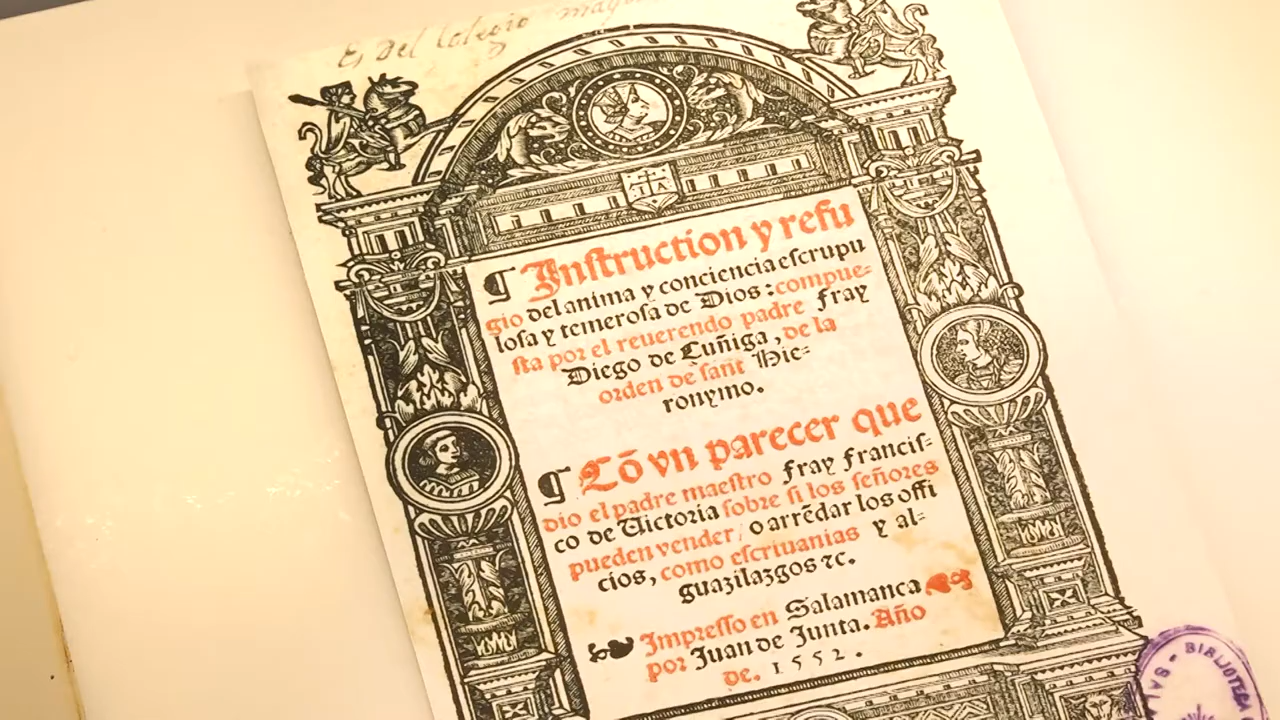 Es del Colegio
¶ Instruction y refu
gio del anima y conciencia escrupu
losa y temerosa de Dios: compue=
sta por el reuerendo padre fray
Diego de Çuñiga, de la
orden de sant Hie=
ronymo.
¶ Cō vn parecer que
dio el padre maestro fray Francis=
co de Uictoria sobre si los señores
pueden vender, o arrēdar los offi
cios, como escriuanias y al=
guazilazgos ⁊c.
Impresso en Salamanca
por Juan de Junta. Año
de. 1552.
BIBLIOTECA